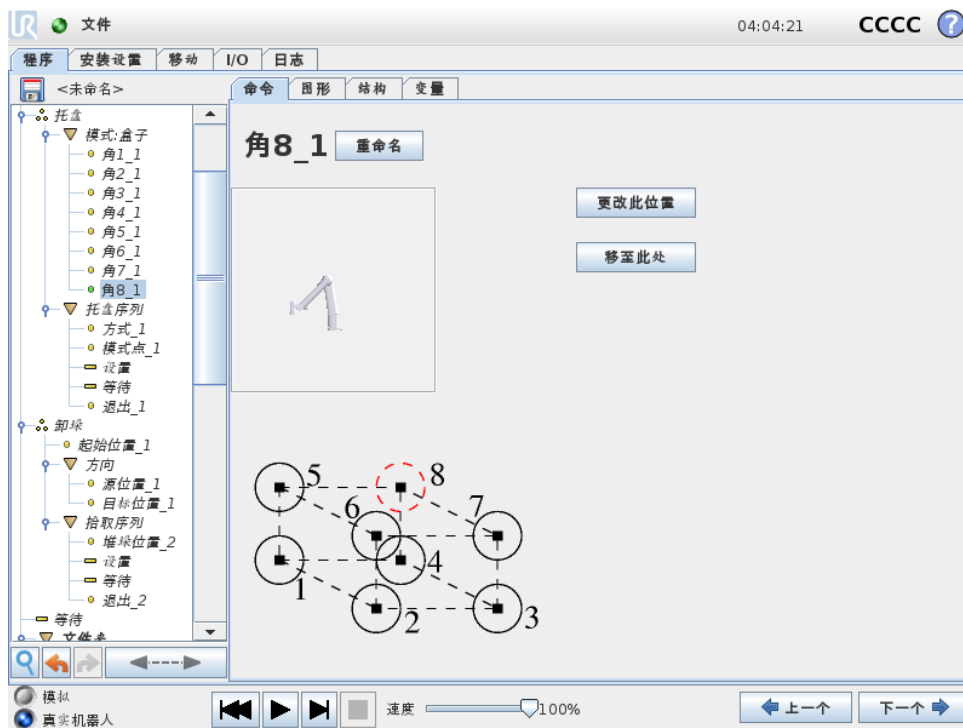 UR 文件 04:04:21 CCCC ?
程序 安装设置 移动 I/O 日志
<未命名> 命令 图形 结构 变量
托盘
模式:盒子
角1_1
角2_1
角3_1
角4_1
角5_1
角6_1
角7_1
角8_1
托盘序列
方式_1
模式点_1
设置
等待
退出_1
卸垛
起始位置_1
方向
源位置_1
目标位置_1
拾取序列
堆垛位置_2
设置
等待
退出_2
等待
文件夹
角8_1 重命名
更改此位置
移至此处
5 8
6 7
1 4
2 3
模拟
真实机器人
速度 100% 上一个 下一个